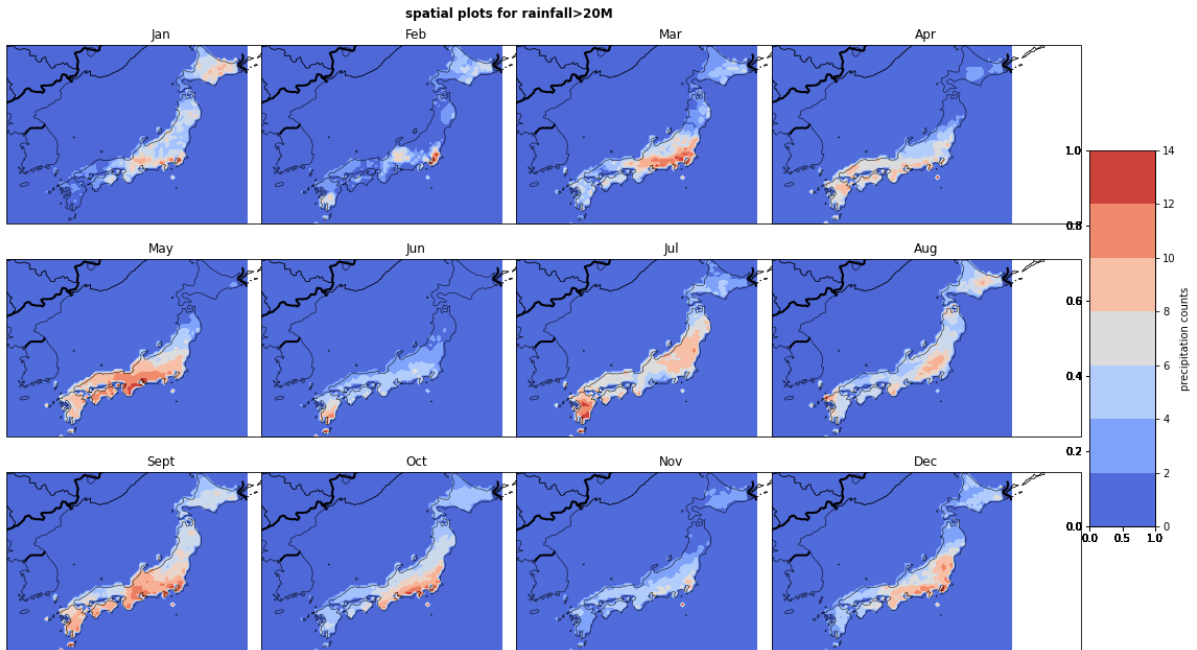 spatial plots for rainfall>20M
Jan
Feb
Mar
Apr
May
Jun
Jul
Aug
Sept
Oct
Nov
Dec
1.0
0.8
0.6
0.4
0.2
0.0
0.0 0.5 1.0
14
12
10
8
6
4
2
0
precipitation counts